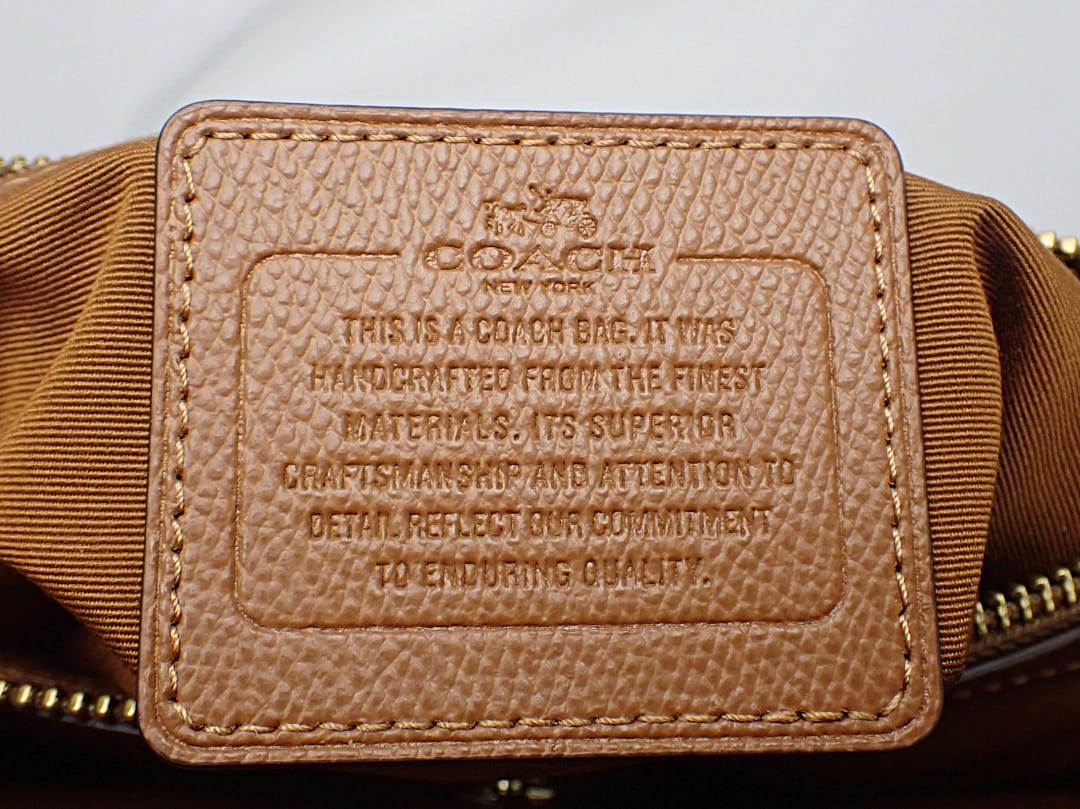 COACH
NEW YORK
THIS IS A COACH BAG. IT WAS
HANDCRAFTED FROM THE FINEST
MATERIALS. ITS SUPERIOR
CRAFTSMANSHIP AND ATTENTION TO
DETAIL REFLECT OUR COMMITMENT
TO ENDURING QUALITY.